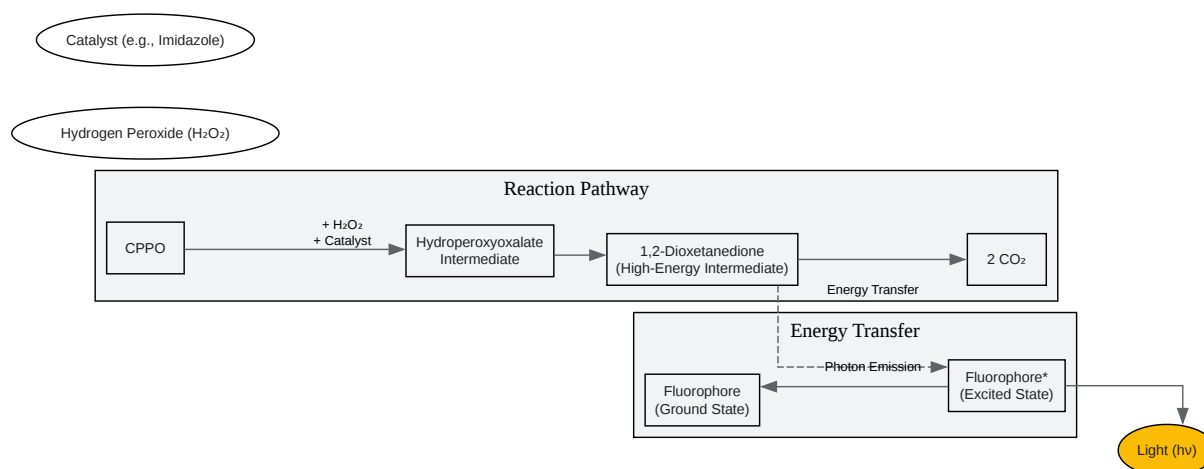 Catalyst (e.g., Imidazole)
Hydrogen Peroxide (H₂O₂)
Reaction Pathway
CPPO
+ H₂O₂
+ Catalyst
Hydroperoxyoxalate
Intermediate
1,2-Dioxetanedione
(High-Energy Intermediate)
2 CO₂
Energy Transfer
Energy Transfer
Photon Emission
Fluorophore
(Ground State)
Fluorophore*
(Excited State)
Light (hν)